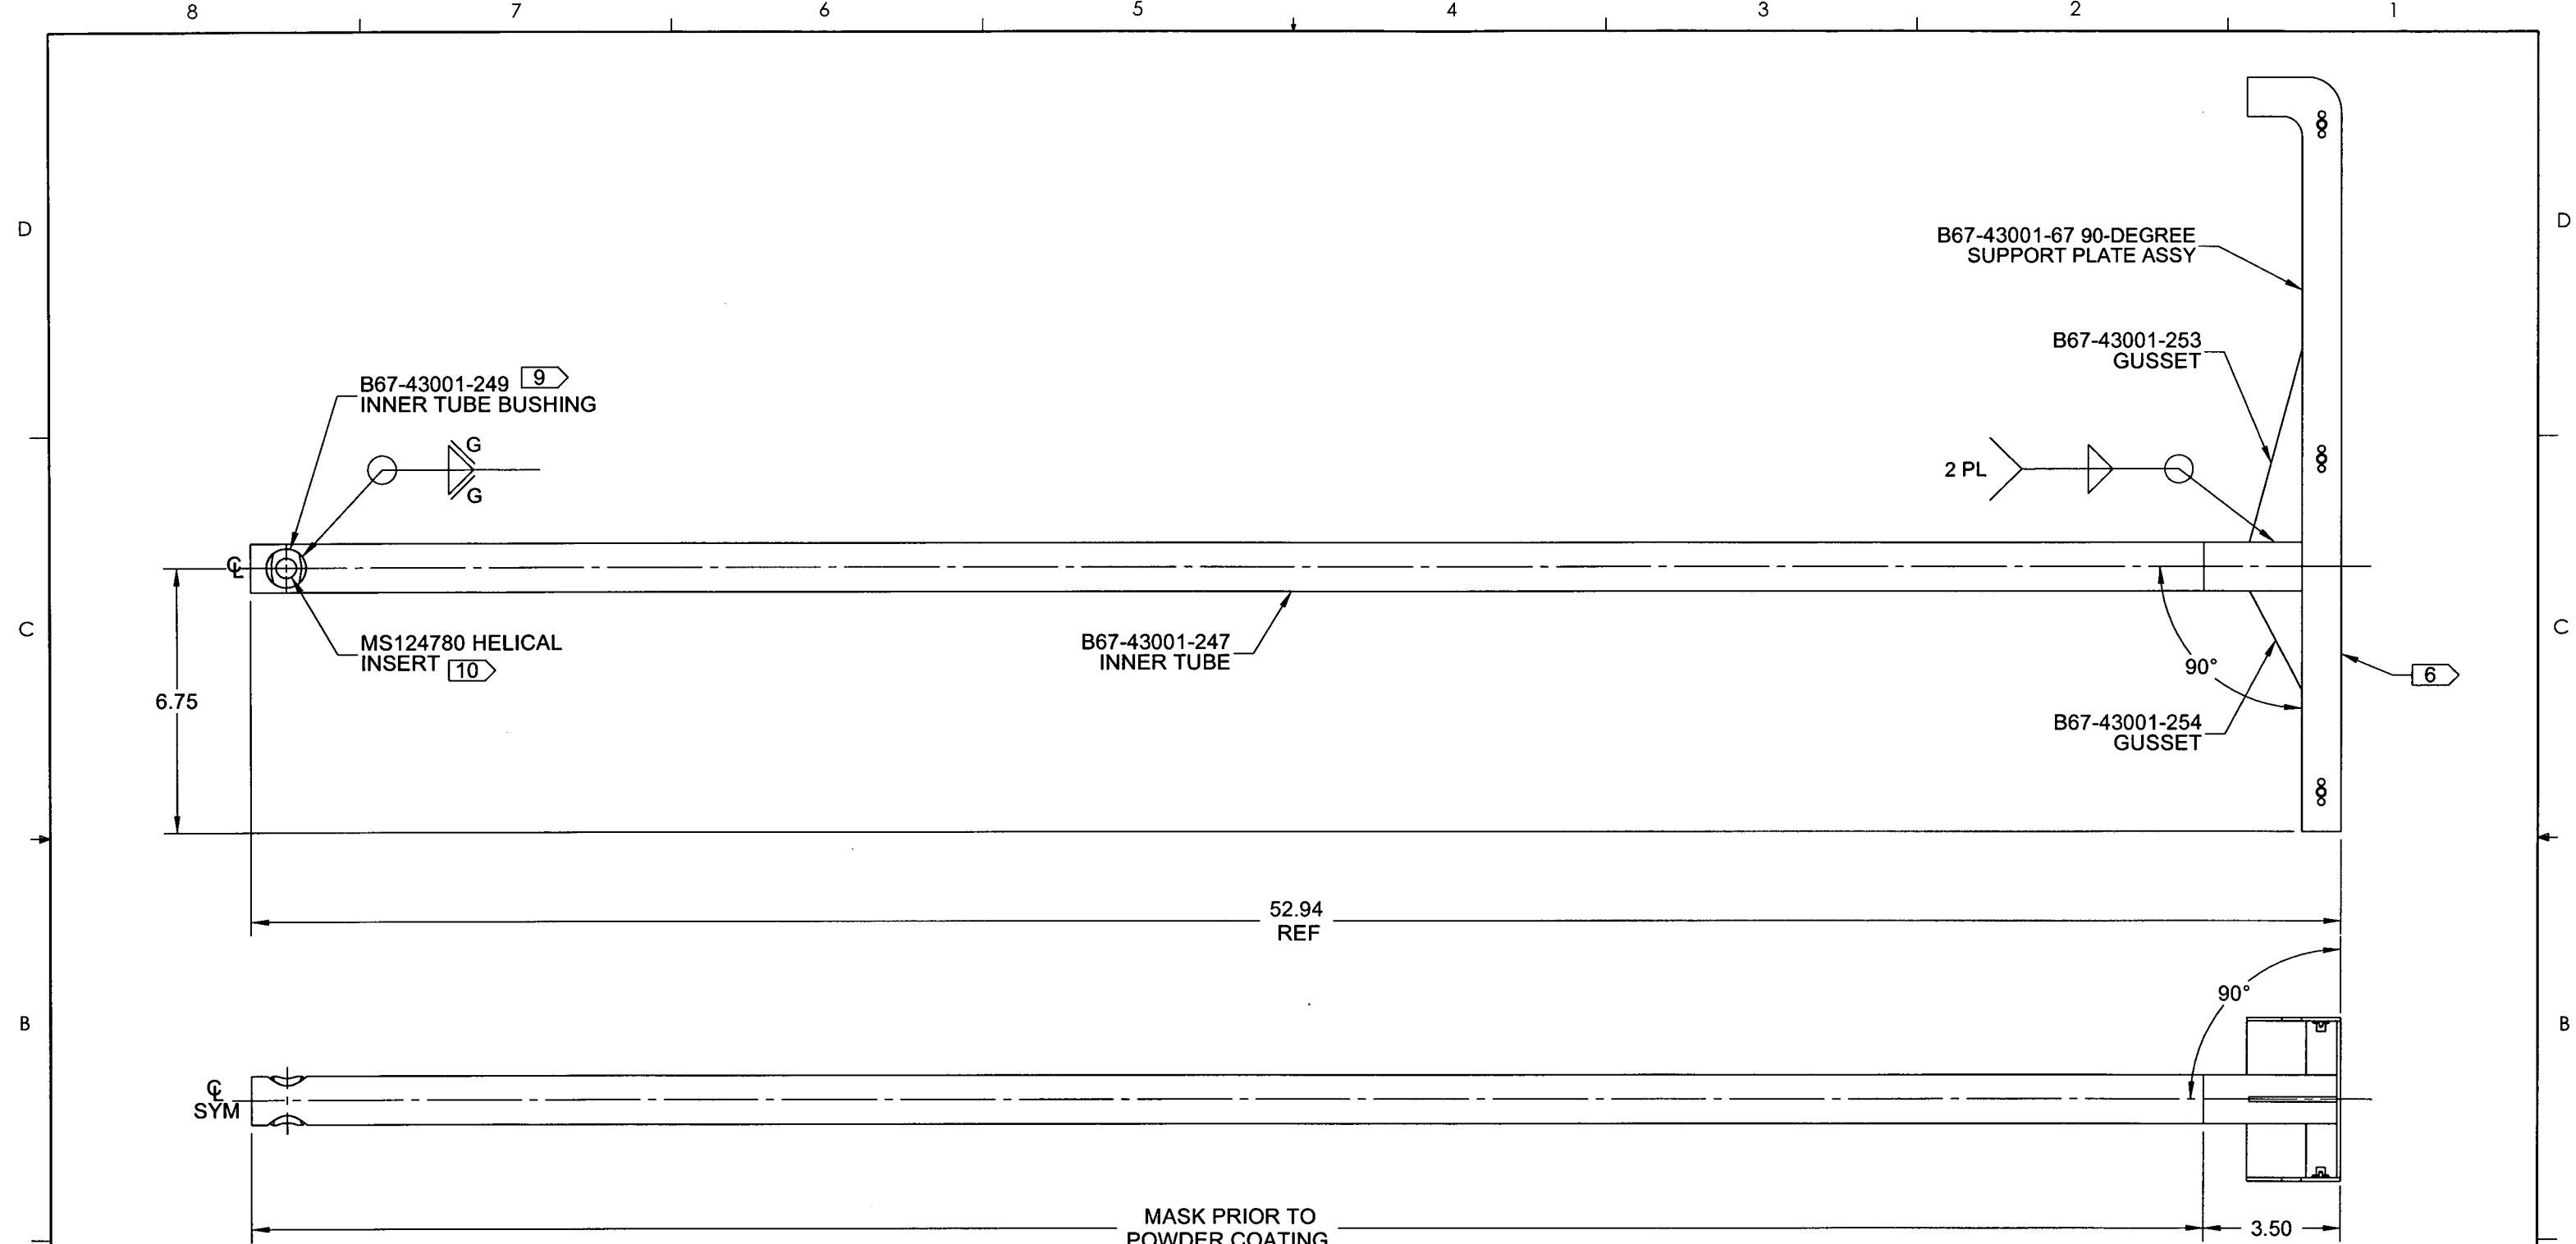 8 7 6 5 4 3 2 1
D
D
B67-43001-67 90-DEGREE
SUPPORT PLATE ASSY
B67-43001-253
GUSSET
B67-43001-249 9
INNER TUBE BUSHING
G
G
2 PL
℄
MS124780 HELICAL
INSERT 10
B67-43001-247
INNER TUBE
C
C
90°
6
6.75
B67-43001-254
GUSSET
52.94
REF
90°
B
B
℄
SYM
MASK PRIOR TO
POWDER COATING
3.50